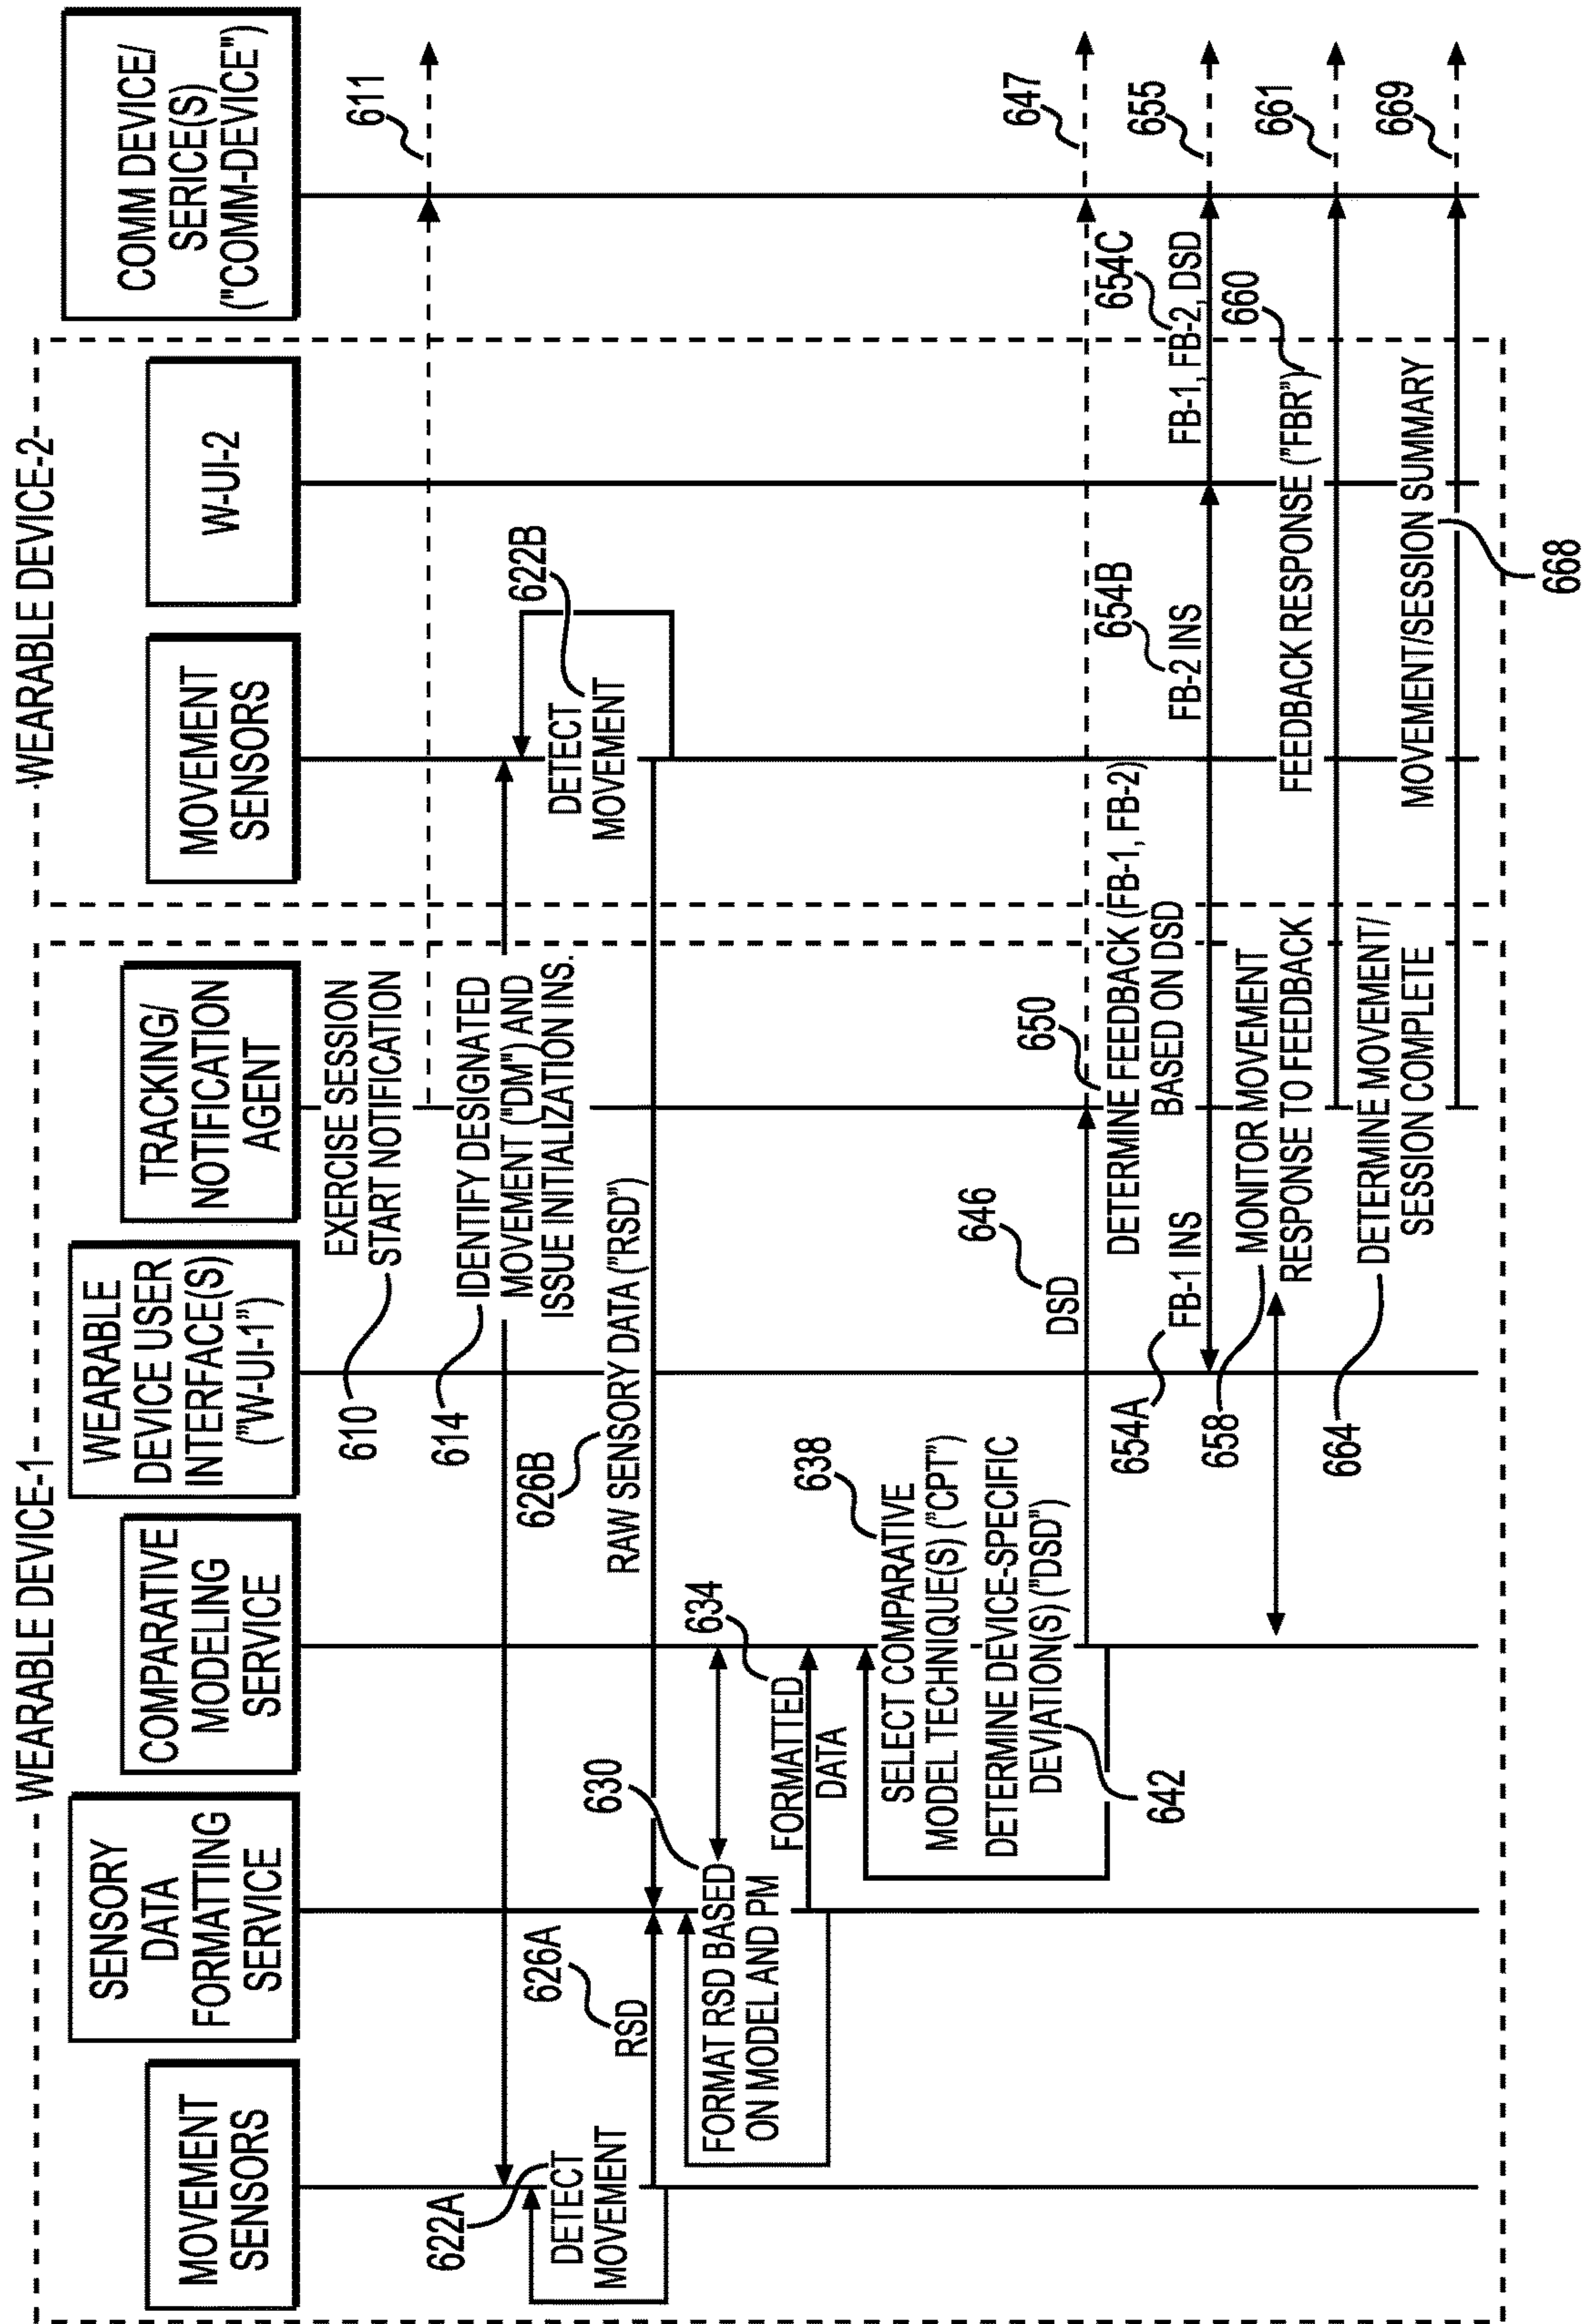 WEARABLE DEVICE-1
WEARABLE DEVICE-2
MOVEMENT
SENSORS
SENSORY
DATA
FORMATTING
SERVICE
COMPARATIVE
MODELING
SERVICE
WEARABLE
DEVICE USER
INTERFACE(S)
("W-UI-1")
TRACKING/
NOTIFICATION
AGENT
MOVEMENT
SENSORS
W-UI-2
COMM DEVICE/
SERICE(S)
("COMM-DEVICE")
610
EXERCISE SESSION
START NOTIFICATION
611
614
IDENTIFY DESIGNATED
MOVEMENT ("DM") AND
ISSUE INITIALIZATION INS.
622A
DETECT
MOVEMENT
622B
DETECT
MOVEMENT
626A
RSD
626B
RAW SENSORY DATA ("RSD")
630
FORMAT RSD BASED
ON MODEL AND PM
634
FORMATTED
DATA
638
SELECT COMPARATIVE
MODEL TECHNIQUE(S) ("CPT")
DETERMINE DEVICE-SPECIFIC
DEVIATION(S) ("DSD")
642
646
DSD
647
650
DETERMINE FEEDBACK (FB-1, FB-2)
BASED ON DSD
654A
FB-1 INS
654B
FB-2 INS
654C
FB-1, FB-2, DSD
655
658
MONITOR MOVEMENT
RESPONSE TO FEEDBACK
660
FEEDBACK RESPONSE ("FBR")
661
664
DETERMINE MOVEMENT/
SESSION COMPLETE
MOVEMENT/SESSION SUMMARY
668
669